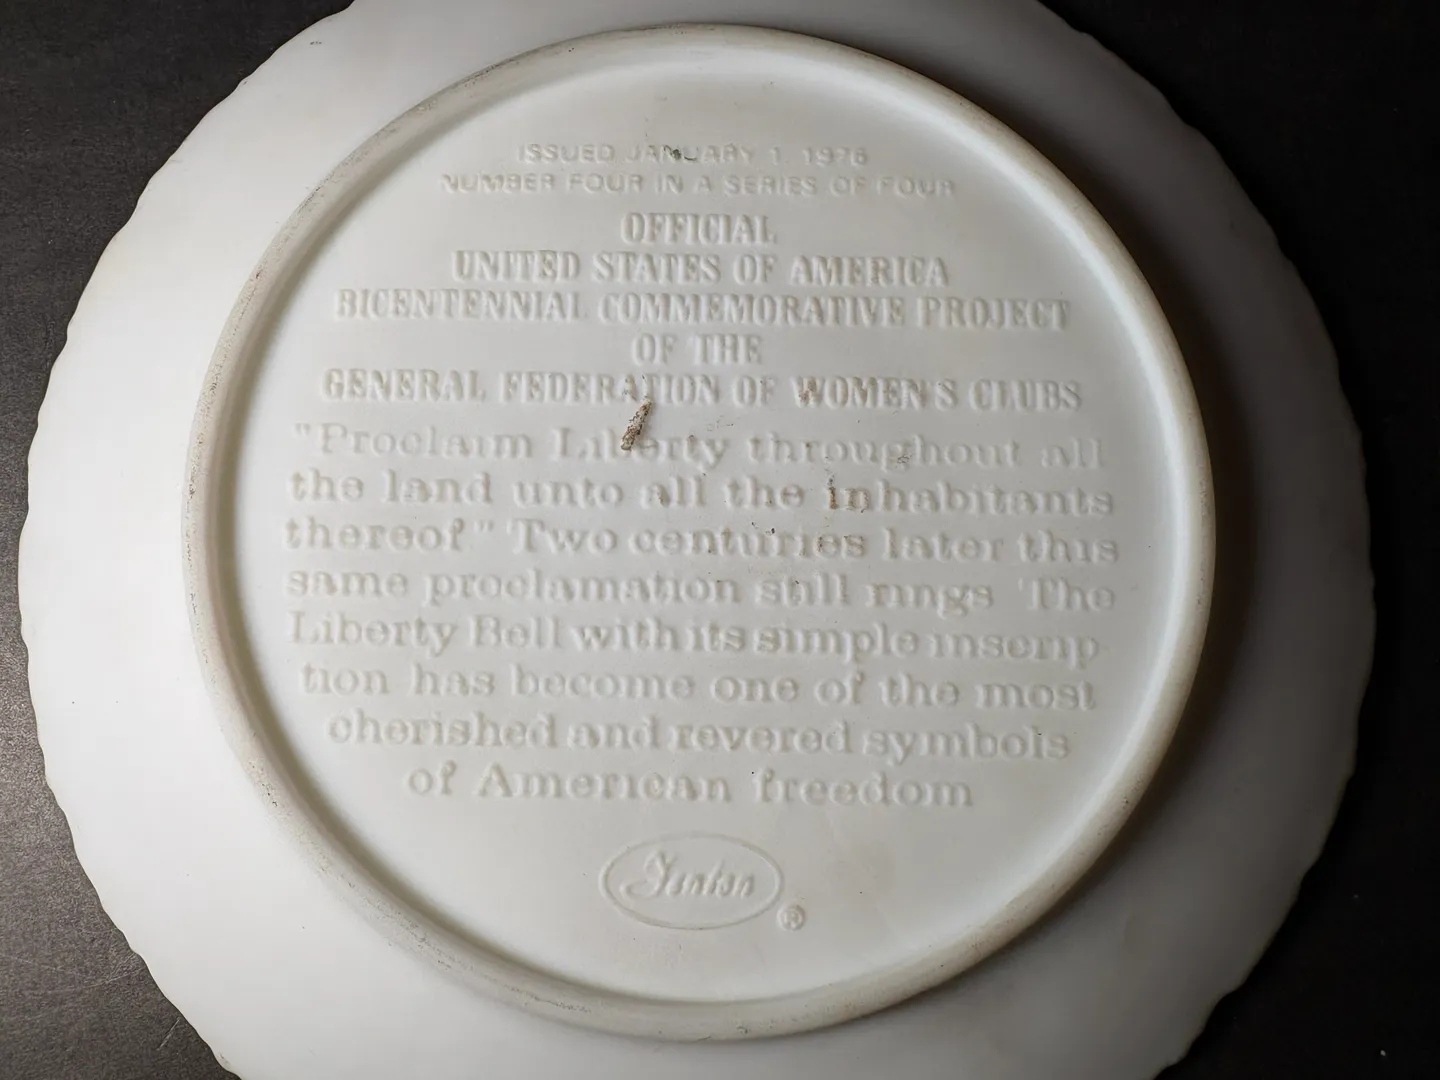 ISSUED JANUARY 1, 1976
NUMBER FOUR IN A SERIES OF FOUR
OFFICIAL
UNITED STATES OF AMERICA
BICENTENNIAL COMMEMORATIVE PROJECT
OF THE
GENERAL FEDERATION OF WOMEN'S CLUBS
"Proclaim Liberty throughout all
the land unto all the inhabitants
thereof" Two centuries later this
same proclamation still rings The
Liberty Bell with its simple inscrip-
tion has become one of the most
cherished and revered symbols
of American freedom
Fenton
®